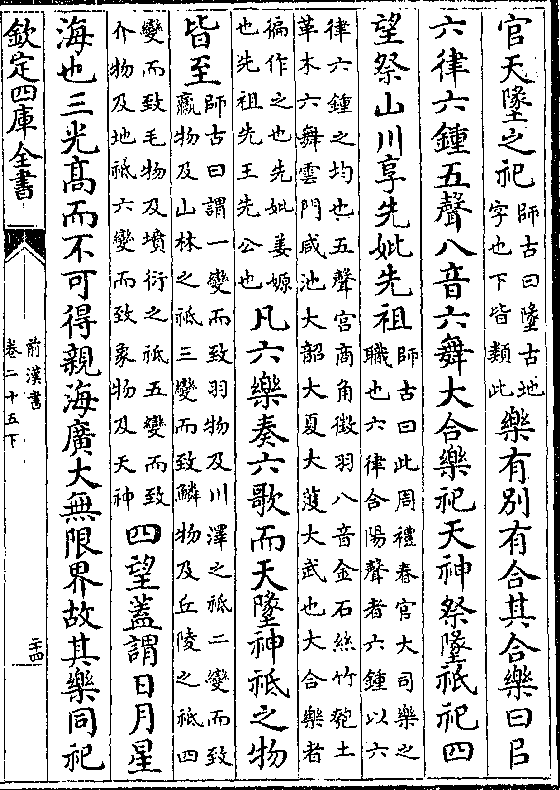 官天墬之祀師古曰墬古地字也下皆類此樂有別有合其合樂曰㠯
六律六鍾五聲八音六舞大合樂祀天神祭墬祇祀四
望祭山川享先妣先祖師古曰此周禮春官大司樂之職也六律合陽聲者六鍾以六
律六鍾之均也五聲宮商角徵羽八音金石絲竹匏土革木六舞雲門咸池大韶大夏大濩大武也大合樂者
徧作之也先妣姜嫄也先祖先王先公也凡六樂奏六歌而天墬神祇之物
皆至師古曰謂一變而致羽物及川澤之祇二變而致臝物及山林之祇三變而致鱗物及丘陵之祇四
變而致毛物及墳衍之祇五變而致介物及地祇六變而致象物及天神四望蓋謂日月星
海也三光高而不可得親海廣大無限界故其樂同祀
欽定四庫全書
前漢書
卷二十五下
二十四